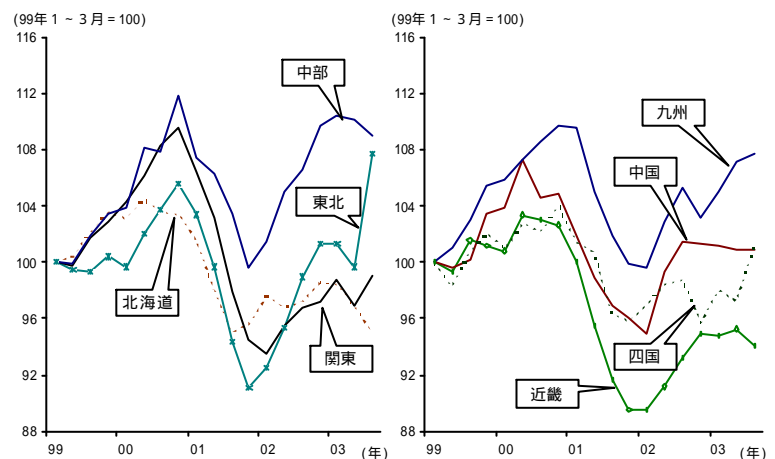 (99年1~3月=100)
116
112
108
104
100
96
92
88
99
00
01
02
03
(年)
中部
東北
北海道
関東
(99年1~3月=100)
116
112
108
104
100
96
92
88
99
00
01
02
03
(年)
九州
中国
四国
近畿